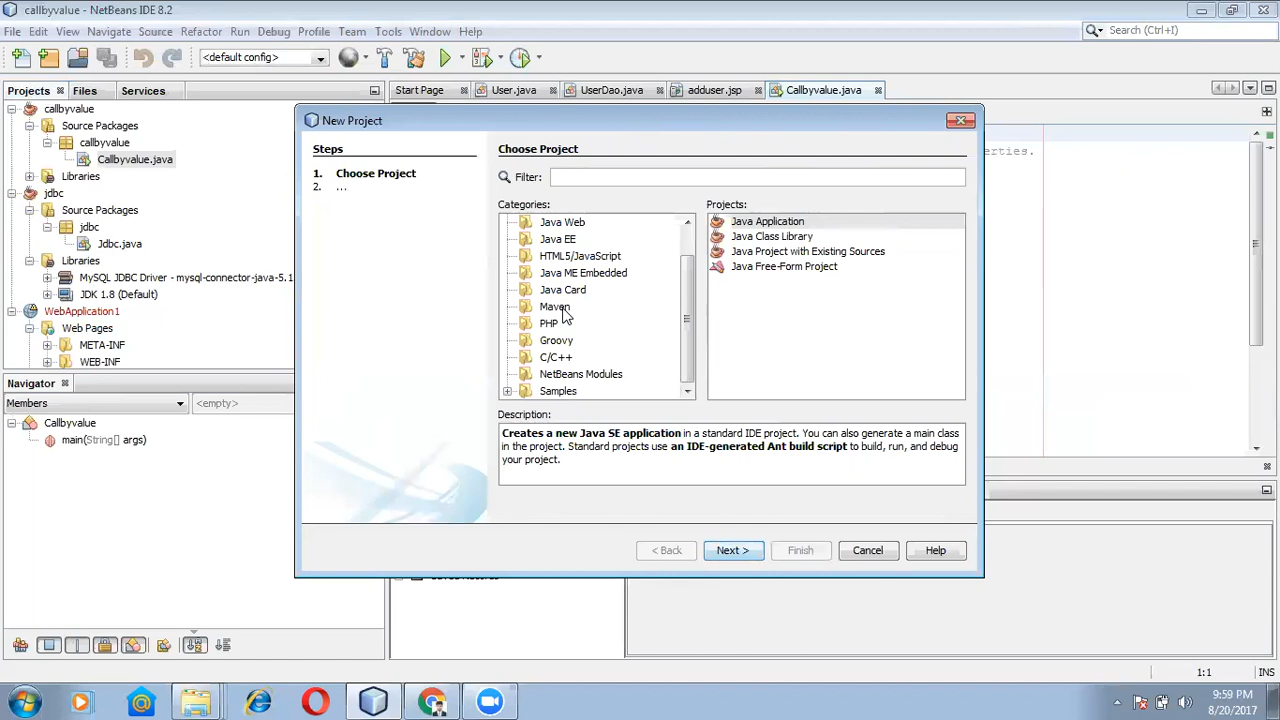 callbyvalue - NetBeans IDE 8.2
File Edit View Navigate Source Refactor Run Debug Profile Team Tools Window Help
Search (Ctrl+I)
<default config>
Projects Files Services
Start Page User.java UserDao.java adduser.jsp Callbyvalue.java
callbyvalue
Source Packages
callbyvalue
Callbyvalue.java
Libraries
jdbc
Source Packages
jdbc
Jdbc.java
Libraries
MySQL JDBC Driver - mysql-connector-java-5.1
JDK 1.8 (Default)
WebApplication1
Web Pages
META-INF
WEB-INF
Navigator
Members
<empty>
Callbyvalue
main(String[] args)
New Project
Steps
1. Choose Project
2. ...
Choose Project
Filter:
Categories:
Java Web
Java EE
HTML5/JavaScript
Java ME Embedded
Java Card
Maven
PHP
Groovy
C/C++
NetBeans Modules
Samples
Projects:
Java Application
Java Class Library
Java Project with Existing Sources
Java Free-Form Project
Description:
Creates a new Java SE application in a standard IDE project. You can also generate a main class
in the project. Standard projects use an IDE-generated Ant build script to build, run, and debug
your project.
< Back Next > Finish Cancel Help
erties.
1:1 INS
9:59 PM
8/20/2017